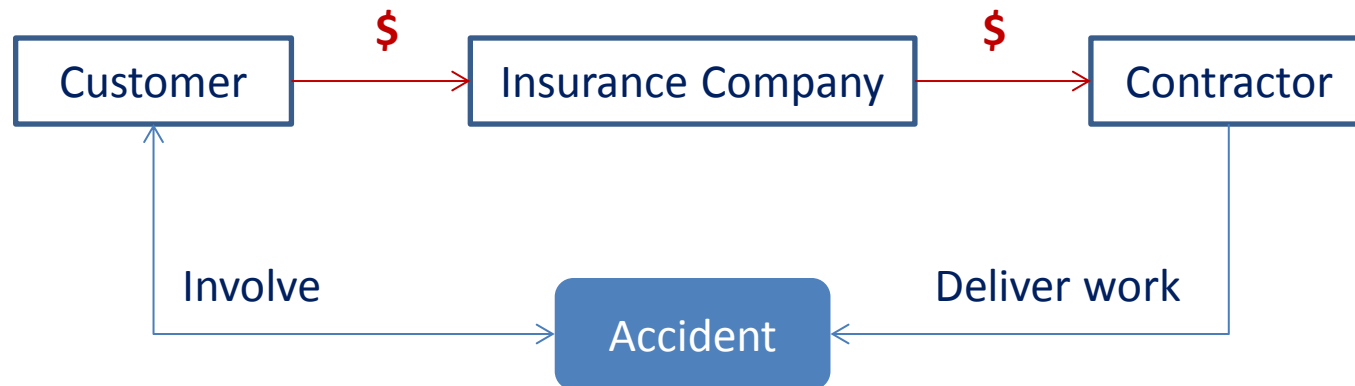 $ $
Customer Insurance Company Contractor
Involve Deliver work
Accident